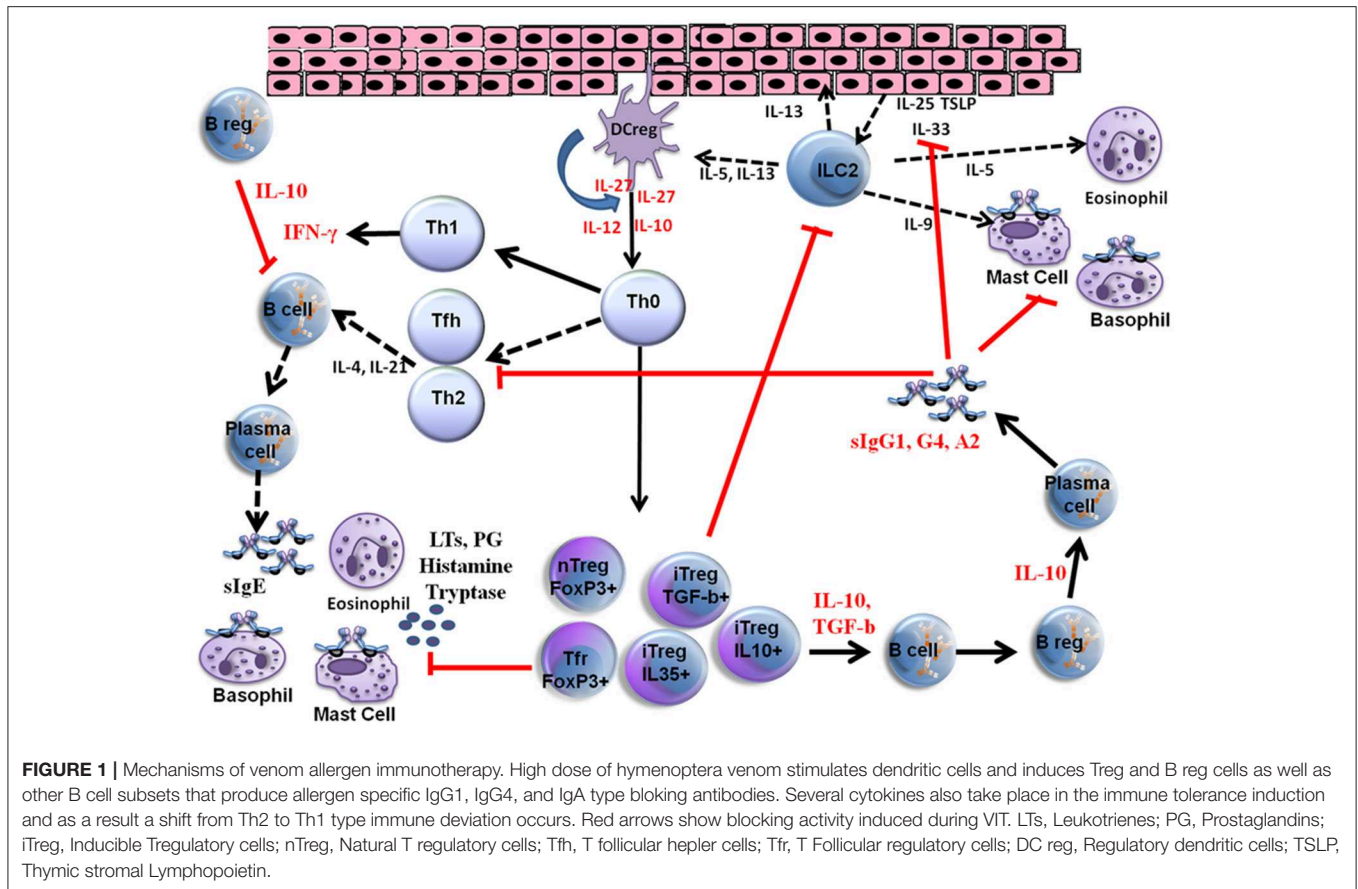 IL-13
IL-25 TSLP
IL-33
B reg
DCreg
ILC2
IL-5, IL-13
IL-5
Eosinophil
IL-9
Mast Cell
Basophil
IL-10
IL-27
IL-27
IL-12
IL-10
IFN-γ
Th1
Th0
B cell
Tfh
IL-4, IL-21
Th2
Plasma
cell
sIgE
Eosinophil
LTs, PG
Histamine
Tryptase
Basophil
Mast Cell
nTreg
FoxP3+
iTreg
TGF-b+
Tfr
FoxP3+
iTreg
IL35+
iTreg
IL10+
IL-10,
TGF-b
B cell
B reg
IL-10
Plasma
cell
sIgG1, G4, A2
FIGURE 1 | Mechanisms of venom allergen immunotherapy. High dose of hymenoptera venom stimulates dendritic cells and induces Treg and B reg cells as well as
other B cell subsets that produce allergen specific IgG1, IgG4, and IgA type bloking antibodies. Several cytokines also take place in the immune tolerance induction
and as a result a shift from Th2 to Th1 type immune deviation occurs. Red arrows show blocking activity induced during VIT. LTs, Leukotrienes; PG, Prostaglandins;
iTreg, Inducible Tregulatory cells; nTreg, Natural T regulatory cells; Tfh, T follicular hepler cells; Tfr, T Follicular regulatory cells; DC reg, Regulatory dendritic cells; TSLP,
Thymic stromal Lymphopoietin.